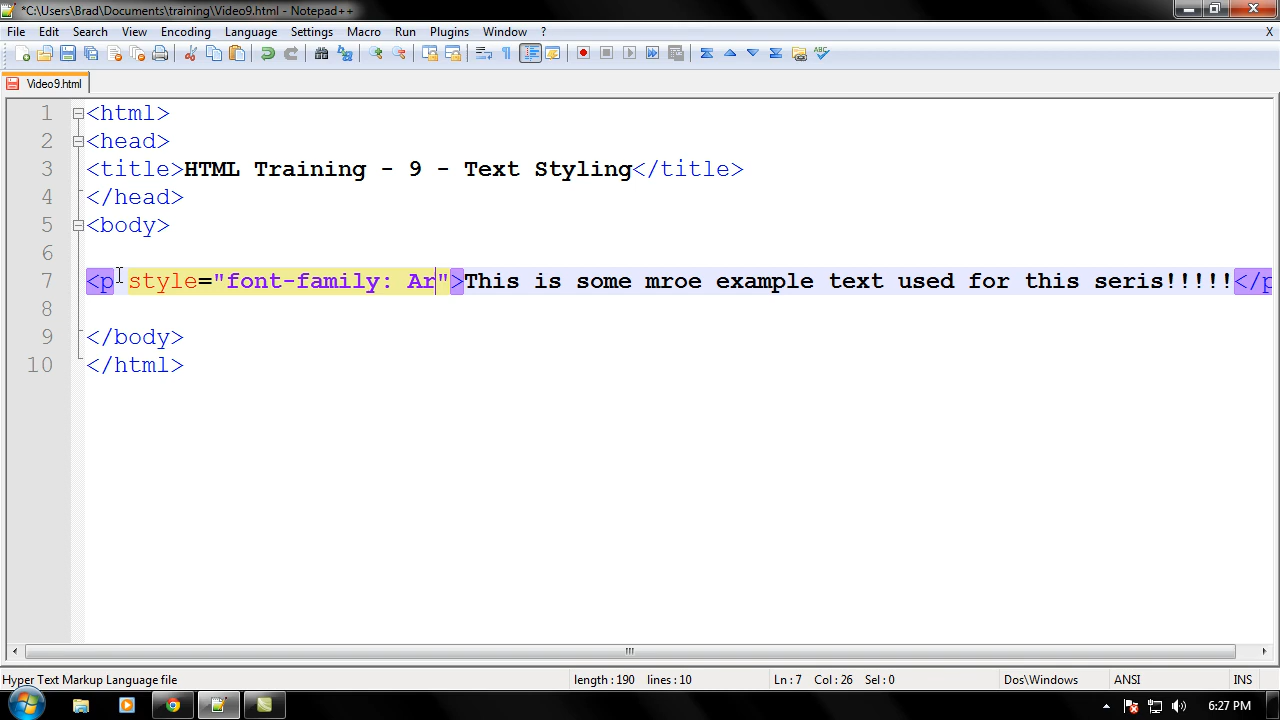 *C:\Users\Brad\Documents\training\Video9.html - Notepad++
File Edit Search View Encoding Language Settings Macro Run Plugins Window ? X
Video9.html
1 <html>
2 <head>
3 <title>HTML Training - 9 - Text Styling</title>
4 </head>
5 <body>
6
7 <p style="font-family: Ar">This is some mroe example text used for this seris!!!!!</p
8
9 </body>
10 </html>
Hyper Text Markup Language file length : 190 lines : 10 Ln : 7 Col : 26 Sel : 0 Dos\Windows ANSI INS
6:27 PM